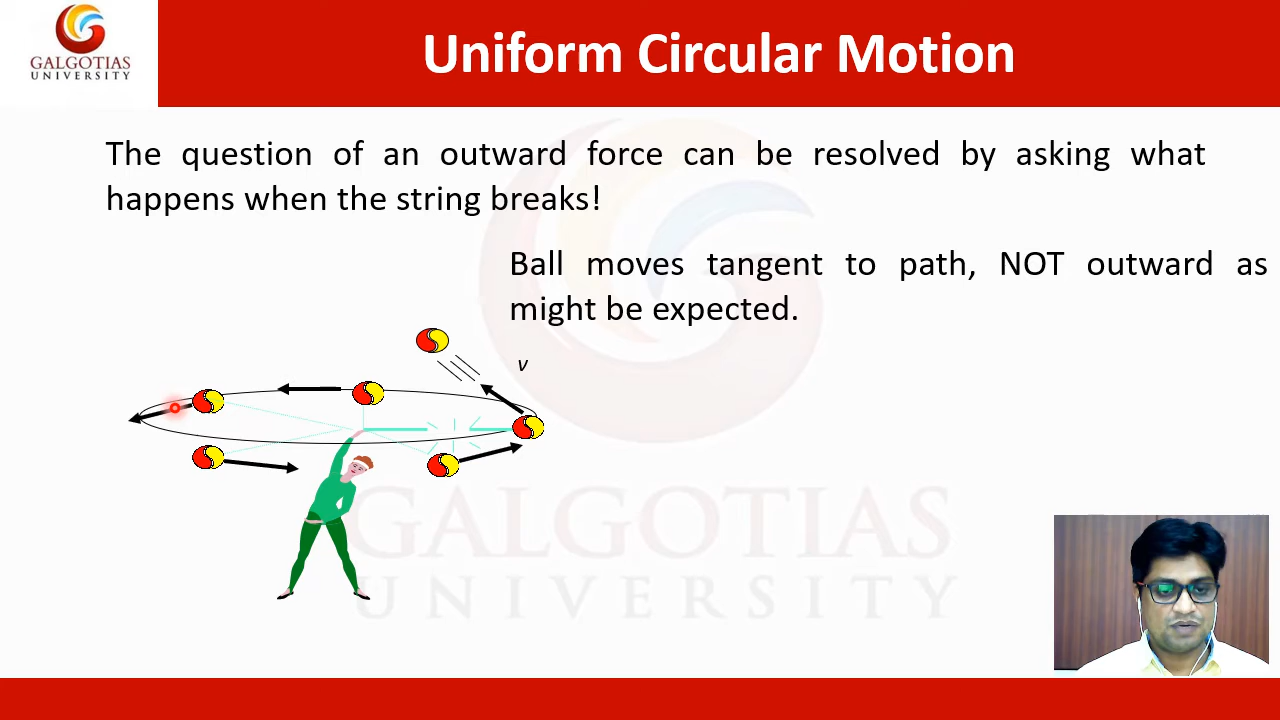 GALGOTIAS
UNIVERSITY
Uniform Circular Motion
The question of an outward force can be resolved by asking what
happens when the string breaks!
Ball moves tangent to path, NOT outward as
might be expected.
v
GALGOTIAS
UNIVERSITY